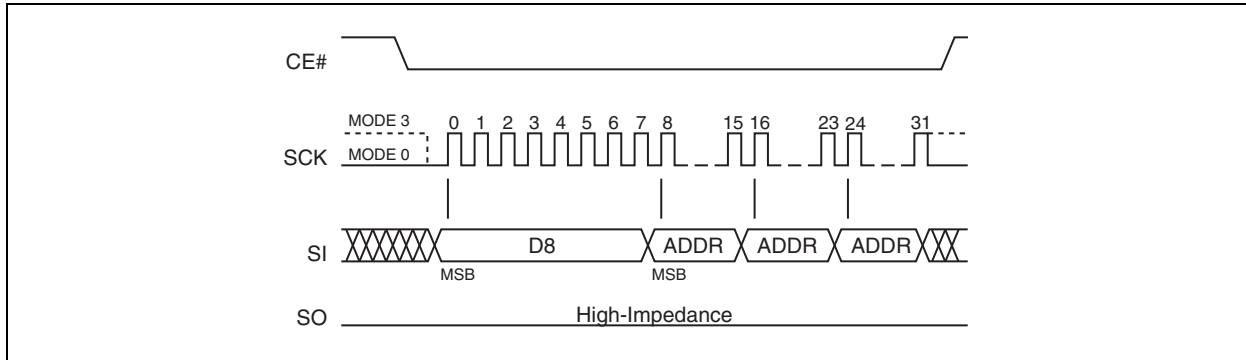 CE#
MODE 3
0 1 2 3 4 5 6 7 8 15 16 23 24 31
SCK
MODE 0
SI
D8
ADDR
ADDR
ADDR
MSB
MSB
SO
High-Impedance